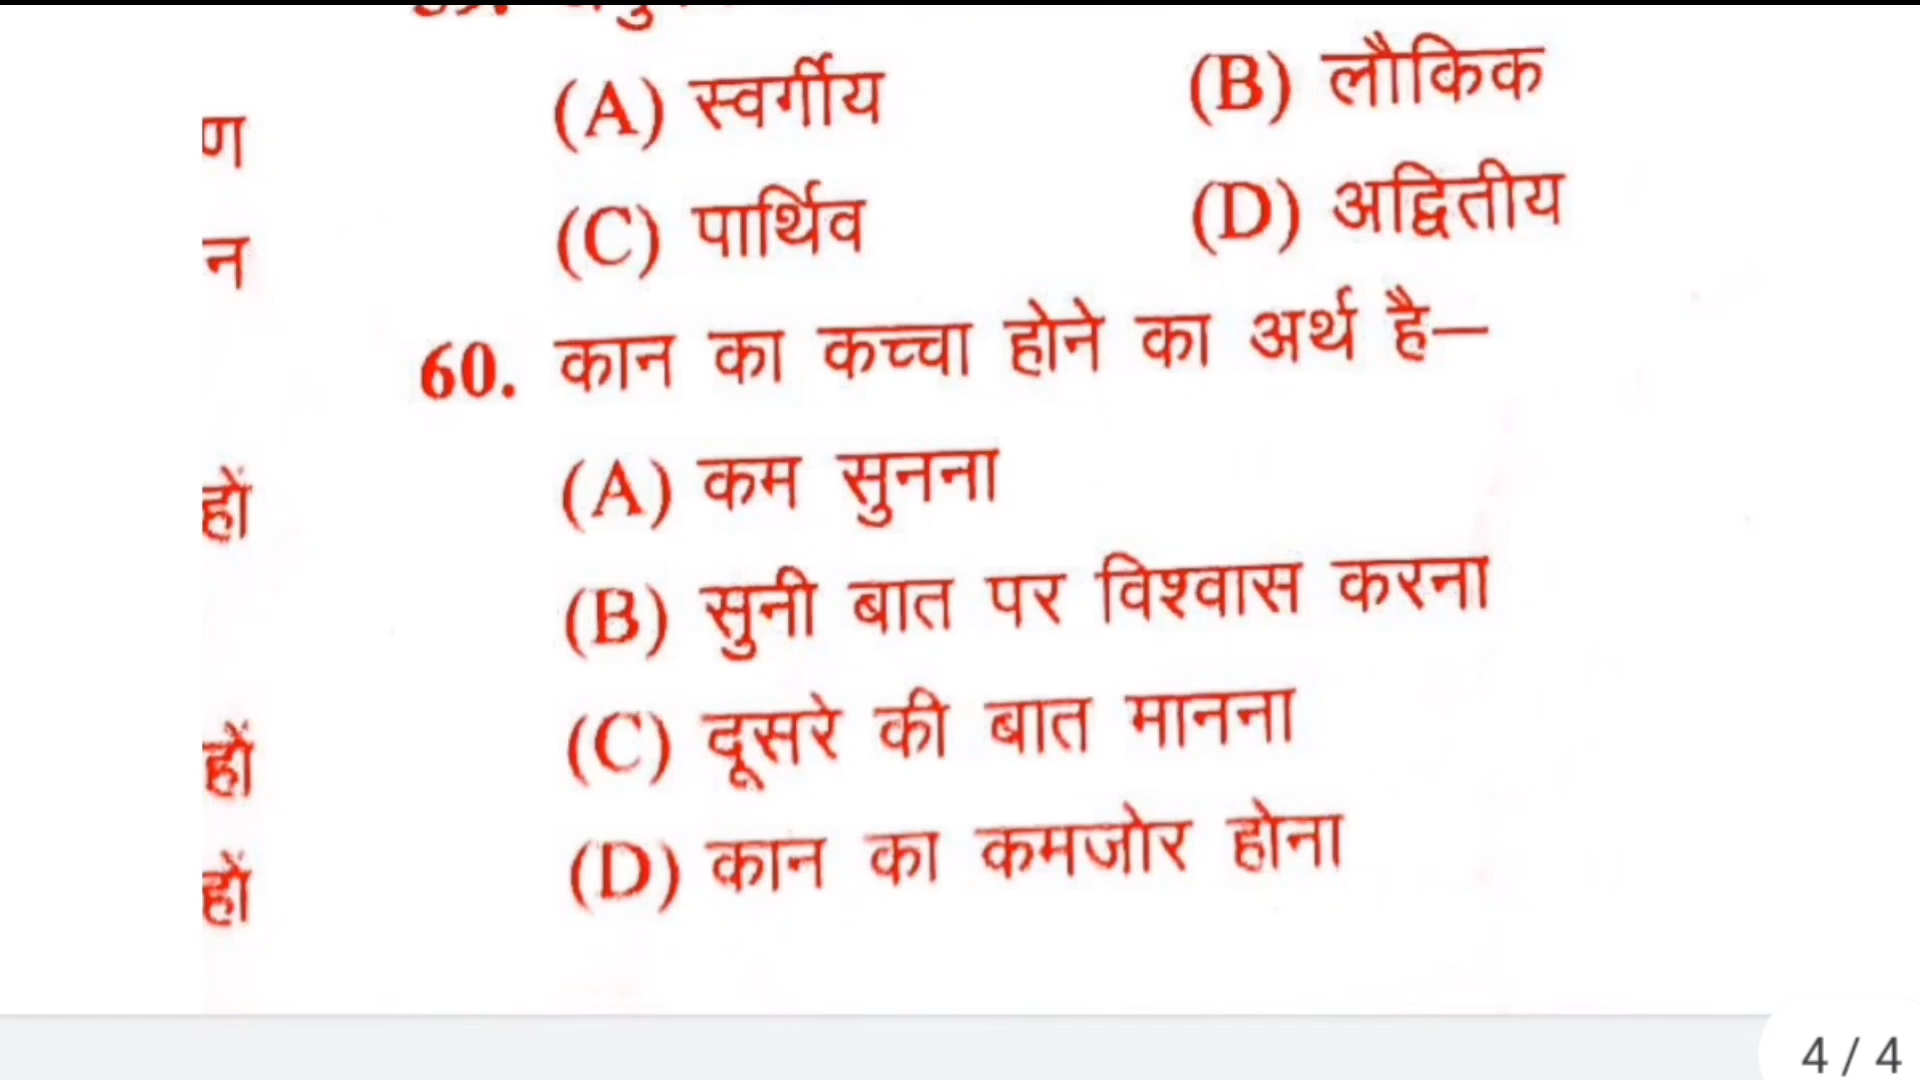 (A) स्वर्गीय (B) लौकिक
(C) पार्थिव (D) अद्वितीय
60. कान का कच्चा होने का अर्थ है—
(A) कम सुनना
(B) सुनी बात पर विश्वास करना
(C) दूसरे की बात मानना
(D) कान का कमजोर होना
ण
न
हों
हों
हों
4 / 4